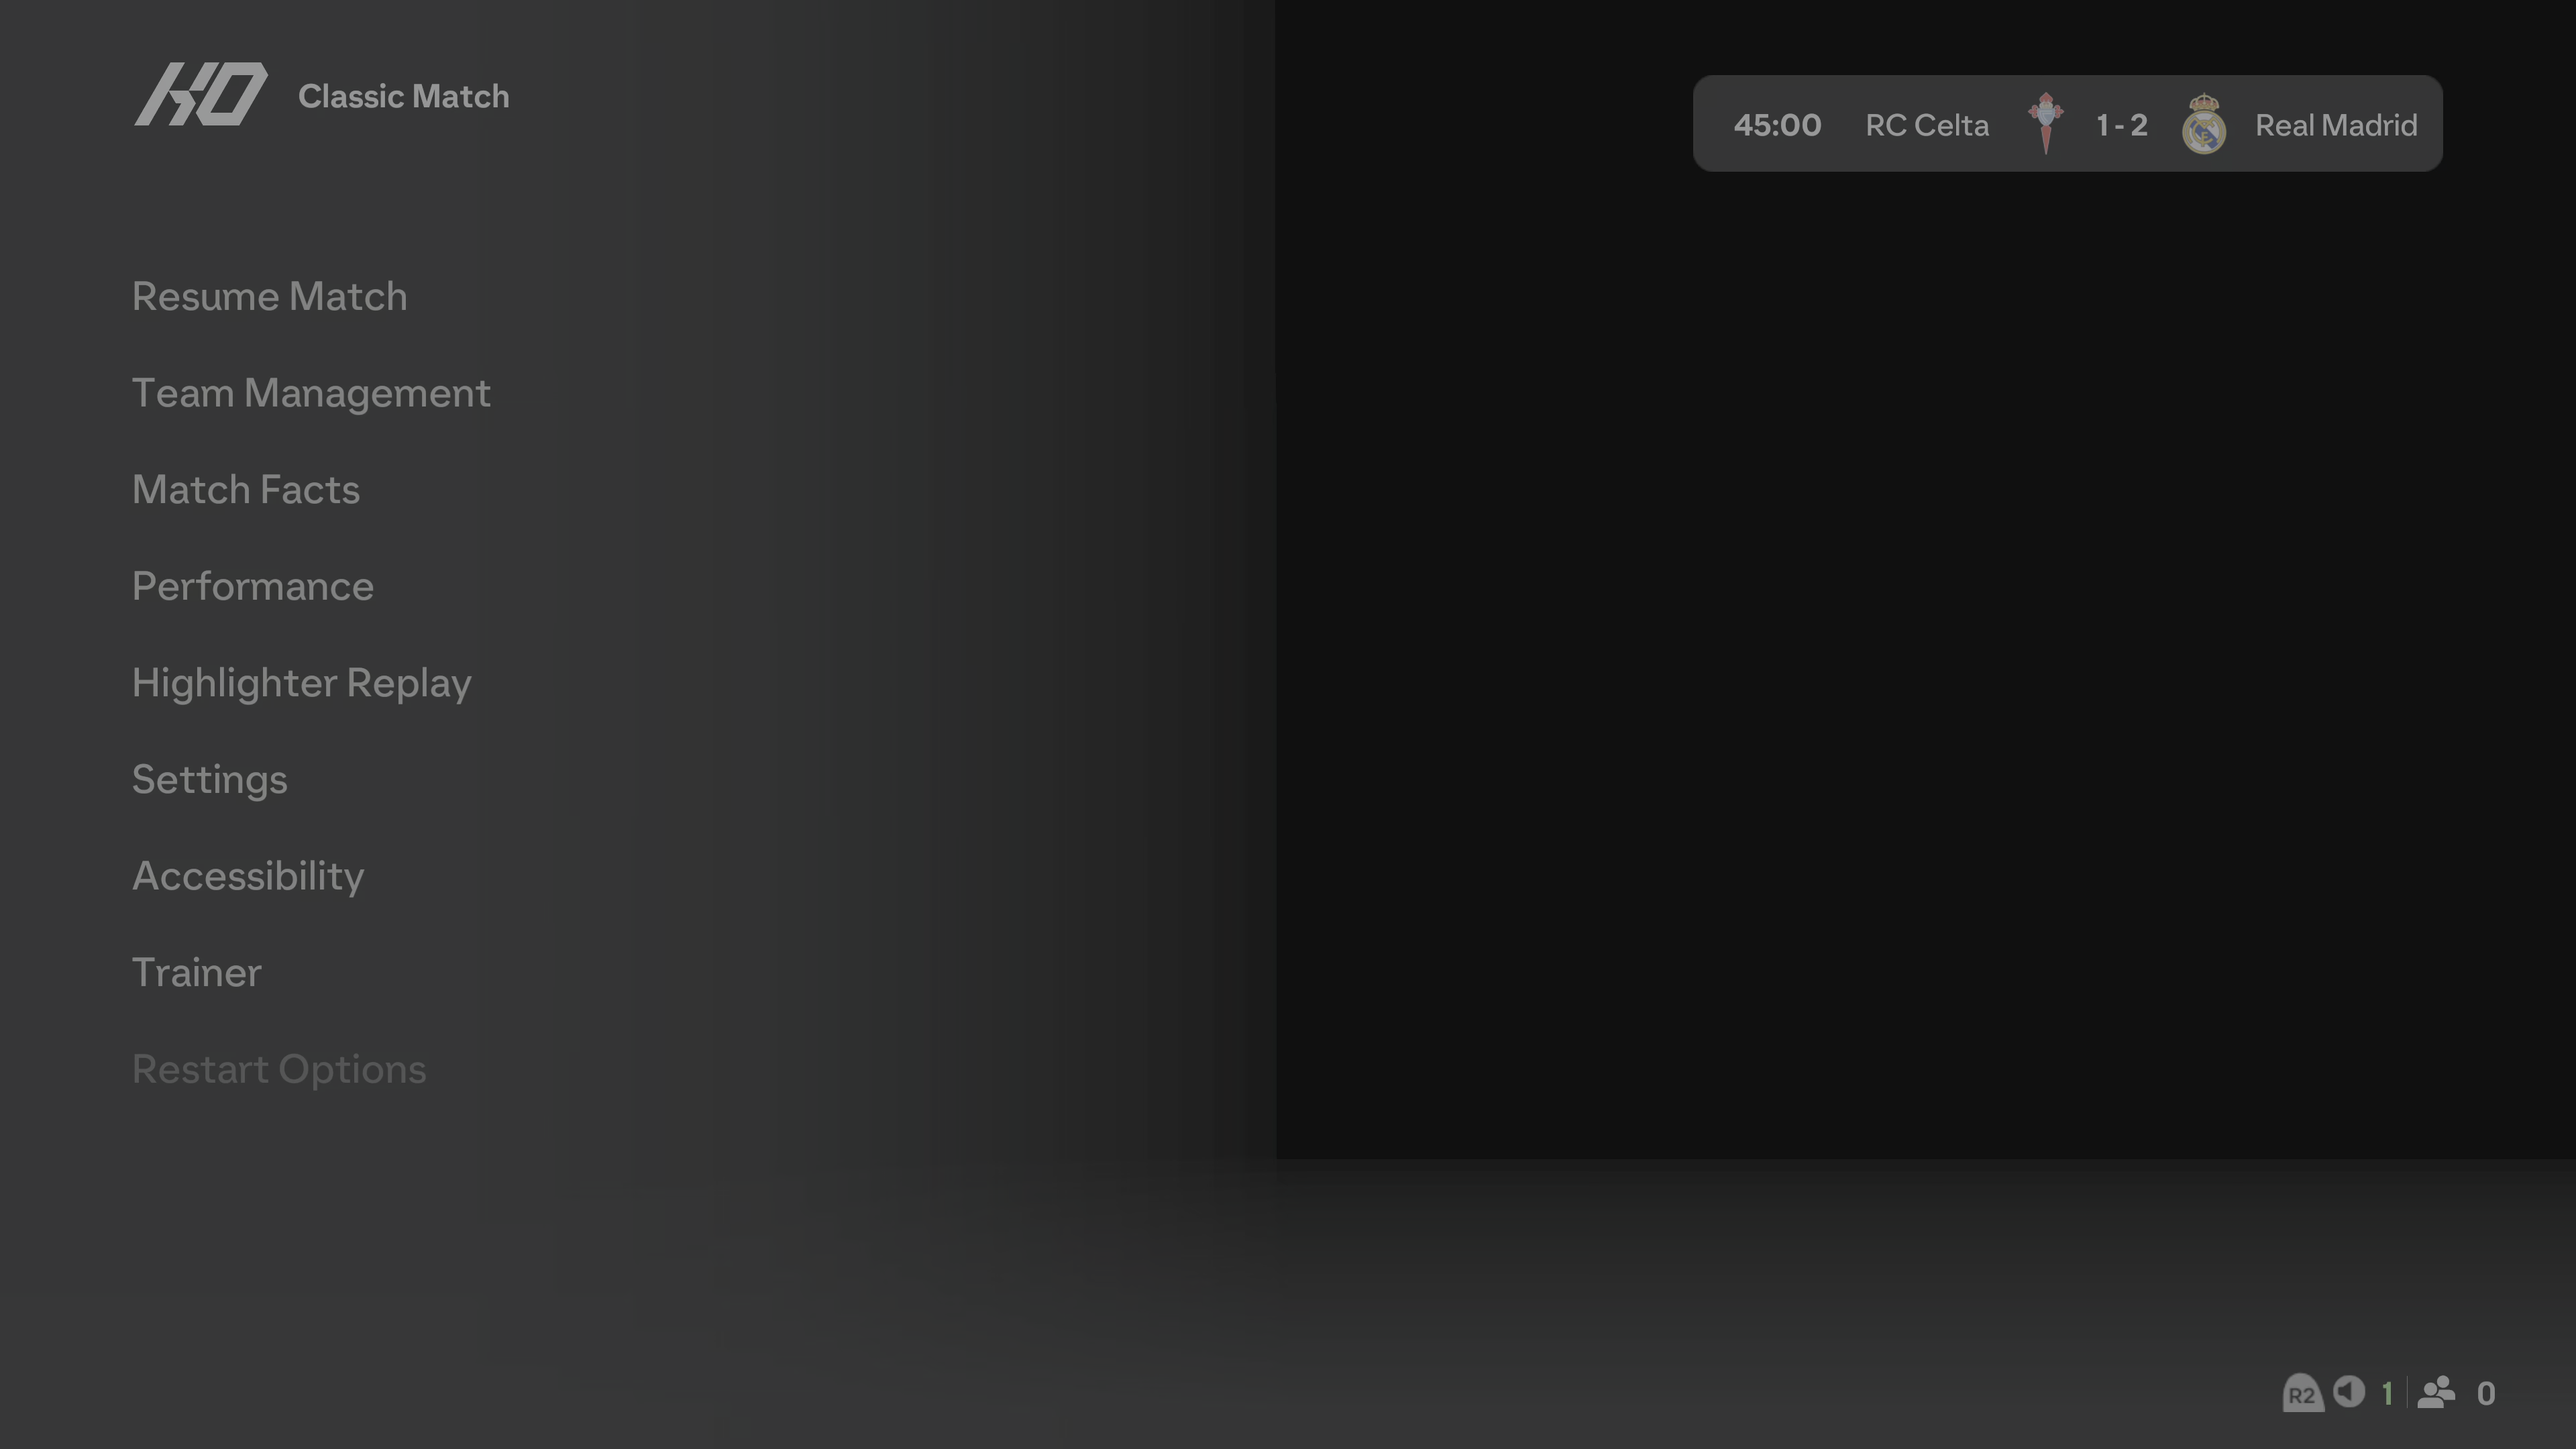 KO Classic Match
45:00 RC Celta 1 - 2 Real Madrid
Resume Match
Team Management
Match Facts
Performance
Highlighter Replay
Settings
Accessibility
Trainer
Restart Options
R2 1 0